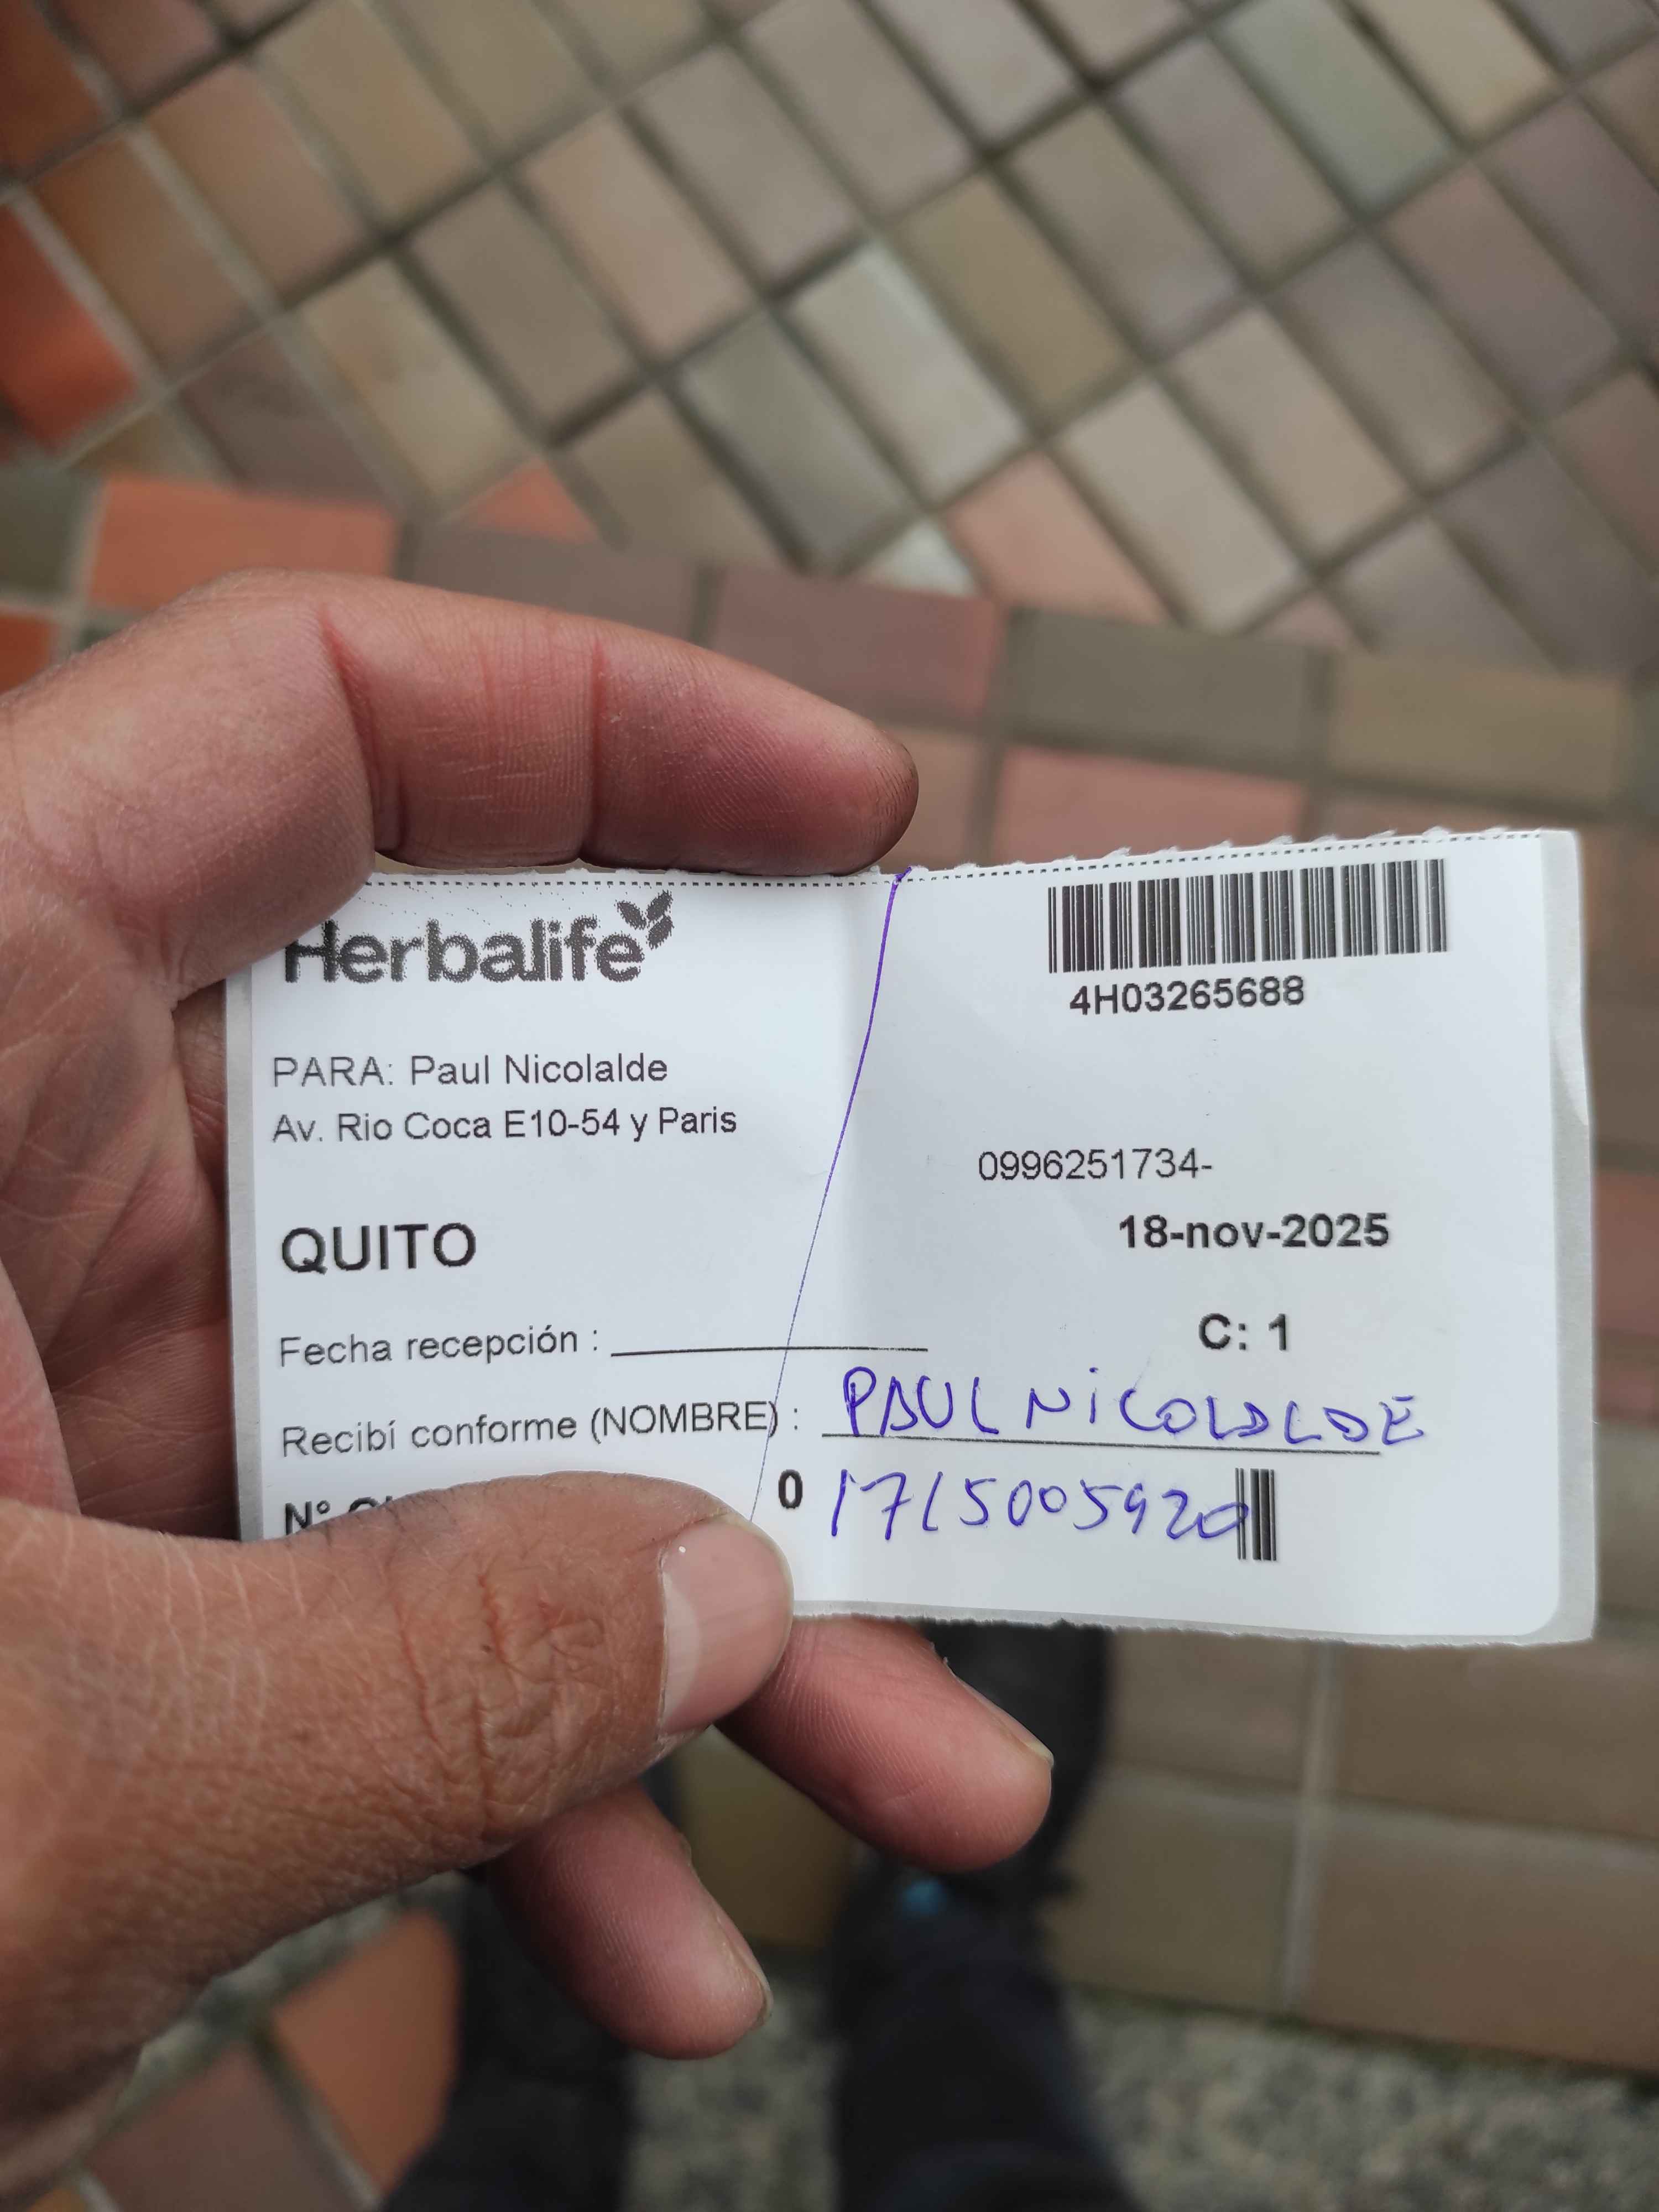 Herbalife
4H03265688
PARA: Paul Nicolalde
Av. Rio Coca E10-54 y Paris
0996251734-
QUITO
18-nov-2025
Fecha recepción :
C: 1
Recibí conforme (NOMBRE) : PAUL NICOLALDE
N°
0 1715005920